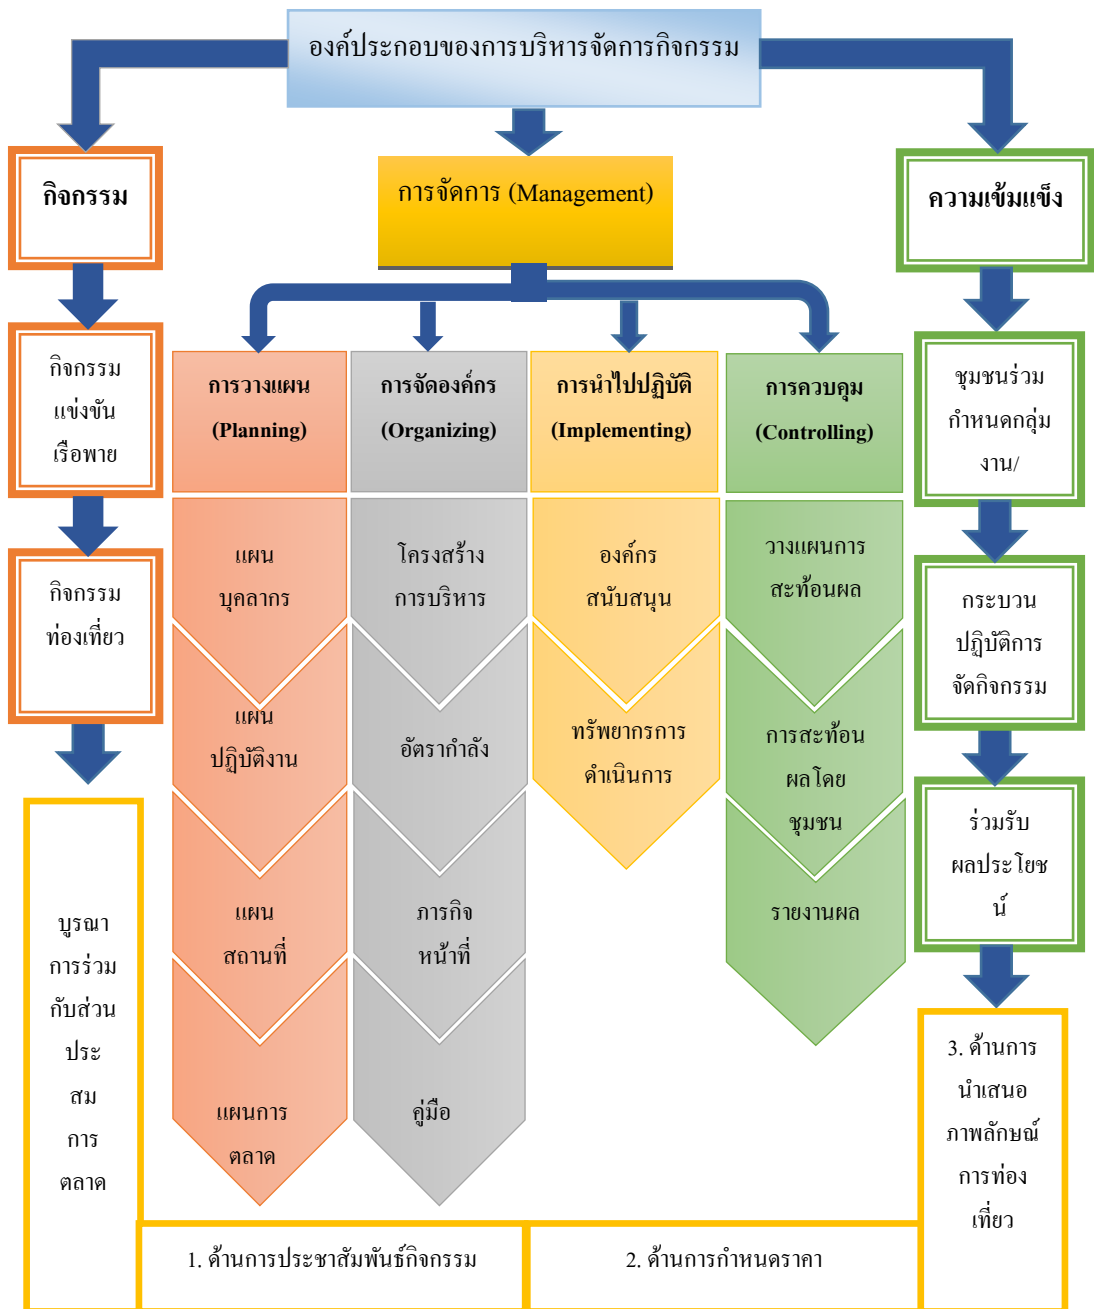 องค์ประกอบของการบริหารจัดการกิจกรรม
กิจกรรม
การจัดการ (Management)
ความเข้มแข็ง
กิจกรรม
แข่งขัน
เรือพาย
กิจกรรม
ท่องเที่ยว
บูรณา
การร่วม
กับส่วน
ประ
สม
การ
ตลาด
การวางแผน
(Planning)
แผน
บุคลากร
แผน
ปฏิบัติงาน
แผน
สถานที่
แผนการ
ตลาด
การจัดองค์กร
(Organizing)
โครงสร้าง
การบริหาร
อัตรากำลัง
ภารกิจ
หน้าที่
คู่มือ
การนำไปปฏิบัติ
(Implementing)
องค์กร
สนับสนุน
ทรัพยากรการ
ดำเนินการ
การควบคุม
(Controlling)
วางแผนการ
สะท้อนผล
การสะท้อน
ผลโดย
ชุมชน
รายงานผล
ชุมชนร่วม
กำหนดกลุ่ม
งาน/
กระบวน
ปฏิบัติการ
จัดกิจกรรม
ร่วมรับ
ผลประโยช
น์
1. ด้านการประชาสัมพันธ์กิจกรรม
2. ด้านการกำหนดราคา
3. ด้านการ
นำเสนอ
ภาพลักษณ์
การท่อง
เที่ยว